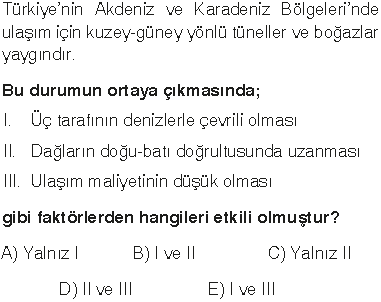 Türkiye'nin Akdeniz ve Karadeniz Bölgeleri'nde
ulaşım için kuzey-güney yönlü tüneller ve boğazlar
yaygındır.
Bu durumun ortaya çıkmasında;
I. Üç tarafının denizlerle çevrili olması
II. Dağların doğu-batı doğrultusunda uzanması
III. Ulaşım maliyetinin düşük olması
gibi faktörlerden hangileri etkili olmuştur?
A) Yalnız I B) I ve II C) Yalnız II
D) II ve III E) I ve III